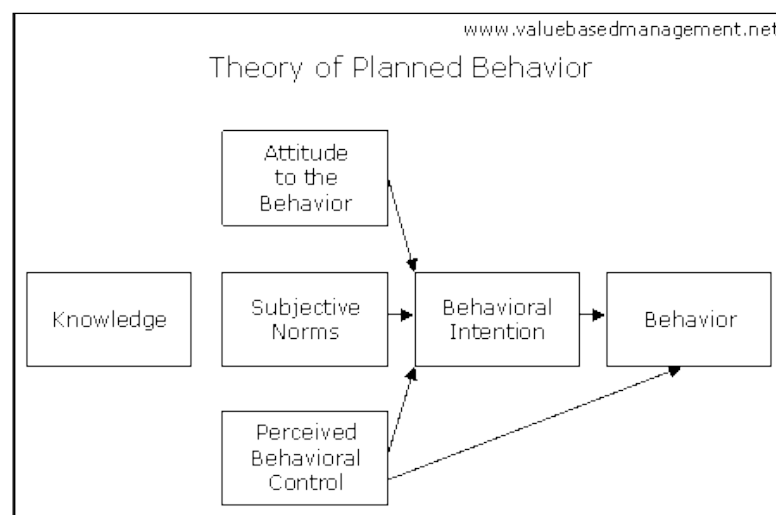 www.valuebasedmanagement.net
Theory of Planned Behavior
Attitude
to the
Behavior
Knowledge
Subjective
Norms
Behavioral
Intention
Behavior
Perceived
Behavioral
Control